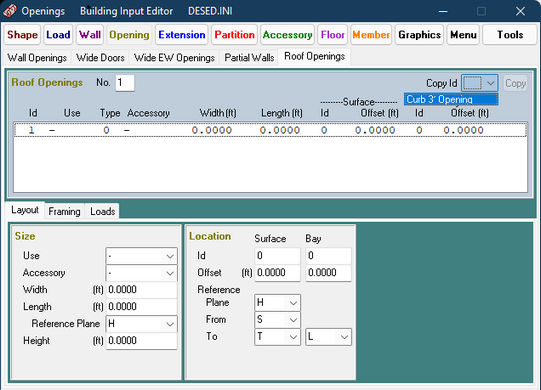 Openings Building Input Editor DESED.INI
Shape Load Wall Opening Extension Partition Accessory Floor Member Graphics Menu Tools
Wall Openings Wide Doors Wide EW Openings Partial Walls Roof Openings
Roof Openings No. 1 Copy Id Copy
Curb 3' Opening
--------Surface--------
Id Use Type Accessory Width (ft) Length (ft) Id Offset (ft) Id Offset (ft)
1 - 0 - 0.0000 0.0000 0 0.0000 0 0.0000
Layout Framing Loads
Size
Use -
Accessory -
Width (ft) 0.0000
Length (ft) 0.0000
Reference Plane H
Height (ft) 0.0000
Location Surface Bay
Id 0 0
Offset (ft) 0.0000 0.0000
Reference
Plane H
From S
To T L